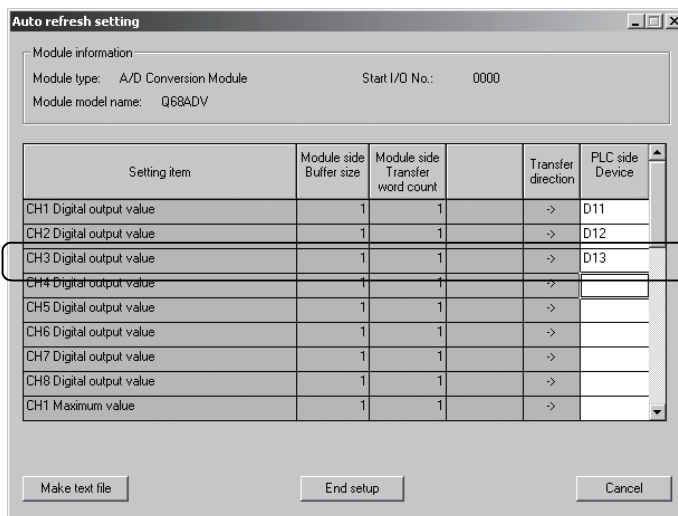 Auto refresh setting
Module information
Module type: A/D Conversion Module Start I/O No.: 0000
Module model name: Q68ADV
Setting item Module side Buffer size Module side Transfer word count Transfer direction PLC side Device
CH1 Digital output value 1 1 -> D11
CH2 Digital output value 1 1 -> D12
CH3 Digital output value 1 1 -> D13
CH4 Digital output value 1 1 ->
CH5 Digital output value 1 1 ->
CH6 Digital output value 1 1 ->
CH7 Digital output value 1 1 ->
CH8 Digital output value 1 1 ->
CH1 Maximum value 1 1 ->
Make text file End setup Cancel